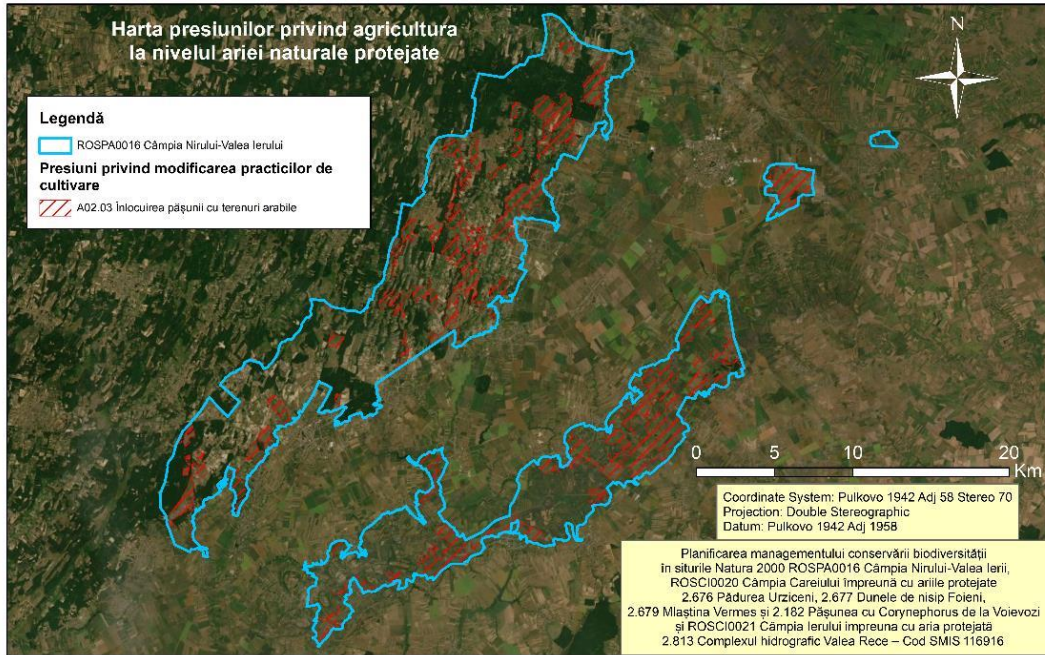 Harta presiunilor privind agricultura
la nivelul ariei naturale protejate
N
Legendă
ROSPA0016 Câmpia Nirului-Valea Ierului
Presiuni privind modificarea practicilor de
cultivare
A02.03 Înlocuirea pășunii cu terenuri arabile
0 5 10 20
Km
Coordinate System: Pulkovo 1942 Adj 58 Stereo 70
Projection: Double Stereographic
Datum: Pulkovo 1942 Adj 1958
Planificarea managementului conservării biodiversității
în siturile Natura 2000 ROSPA0016 Câmpia Nirului-Valea Ierii,
ROSCI0020 Câmpia Careiului împreună cu ariile protejate
2.676 Pădurea Urziceni, 2.677 Dunele de nisip Foieni,
2.679 Mlaștina Vermes și 2.182 Pășunea cu Corynephorus de la Voievozi
și ROSCI0021 Câmpia Ierului împreuna cu aria protejată
2.813 Complexul hidrografic Valea Rece – Cod SMIS 116916